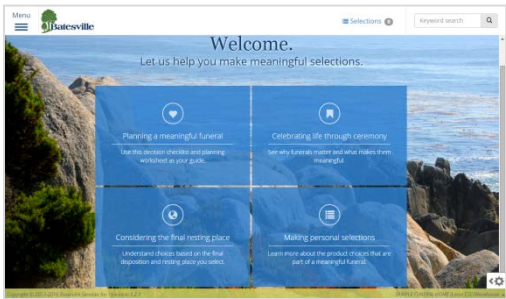 Menu
Batesville
Selections 0
Keyword search
Welcome.
Let us help you make meaningful selections.
Planning a meaningful funeral
Use this decision checklist and planning
worksheet as your guide.
Celebrating life through ceremony
See why funerals matter and what makes them
meaningful.
Considering the final resting place
Understand choices based on the final
disposition and resting place you select.
Making personal selections
Learn more about the product choices that are
part of a meaningful funeral.